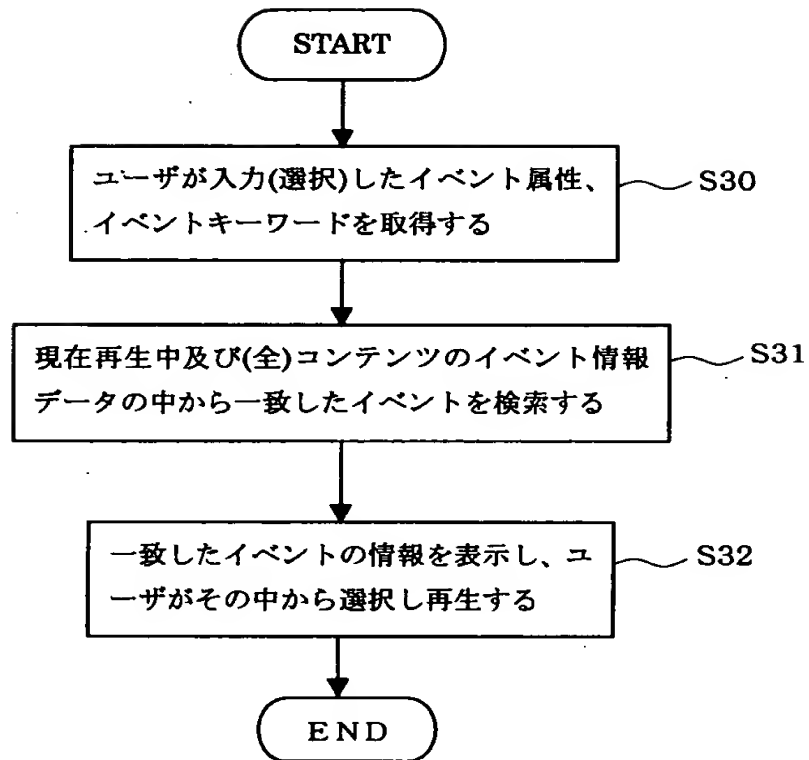 START
ユーザが入力(選択)したイベント属性、
イベントキーワードを取得する
S30
現在再生中及び(全)コンテンツのイベント情報
データの中から一致したイベントを検索する
S31
一致したイベントの情報を表示し、ユ
ーザがその中から選択し再生する
S32
END